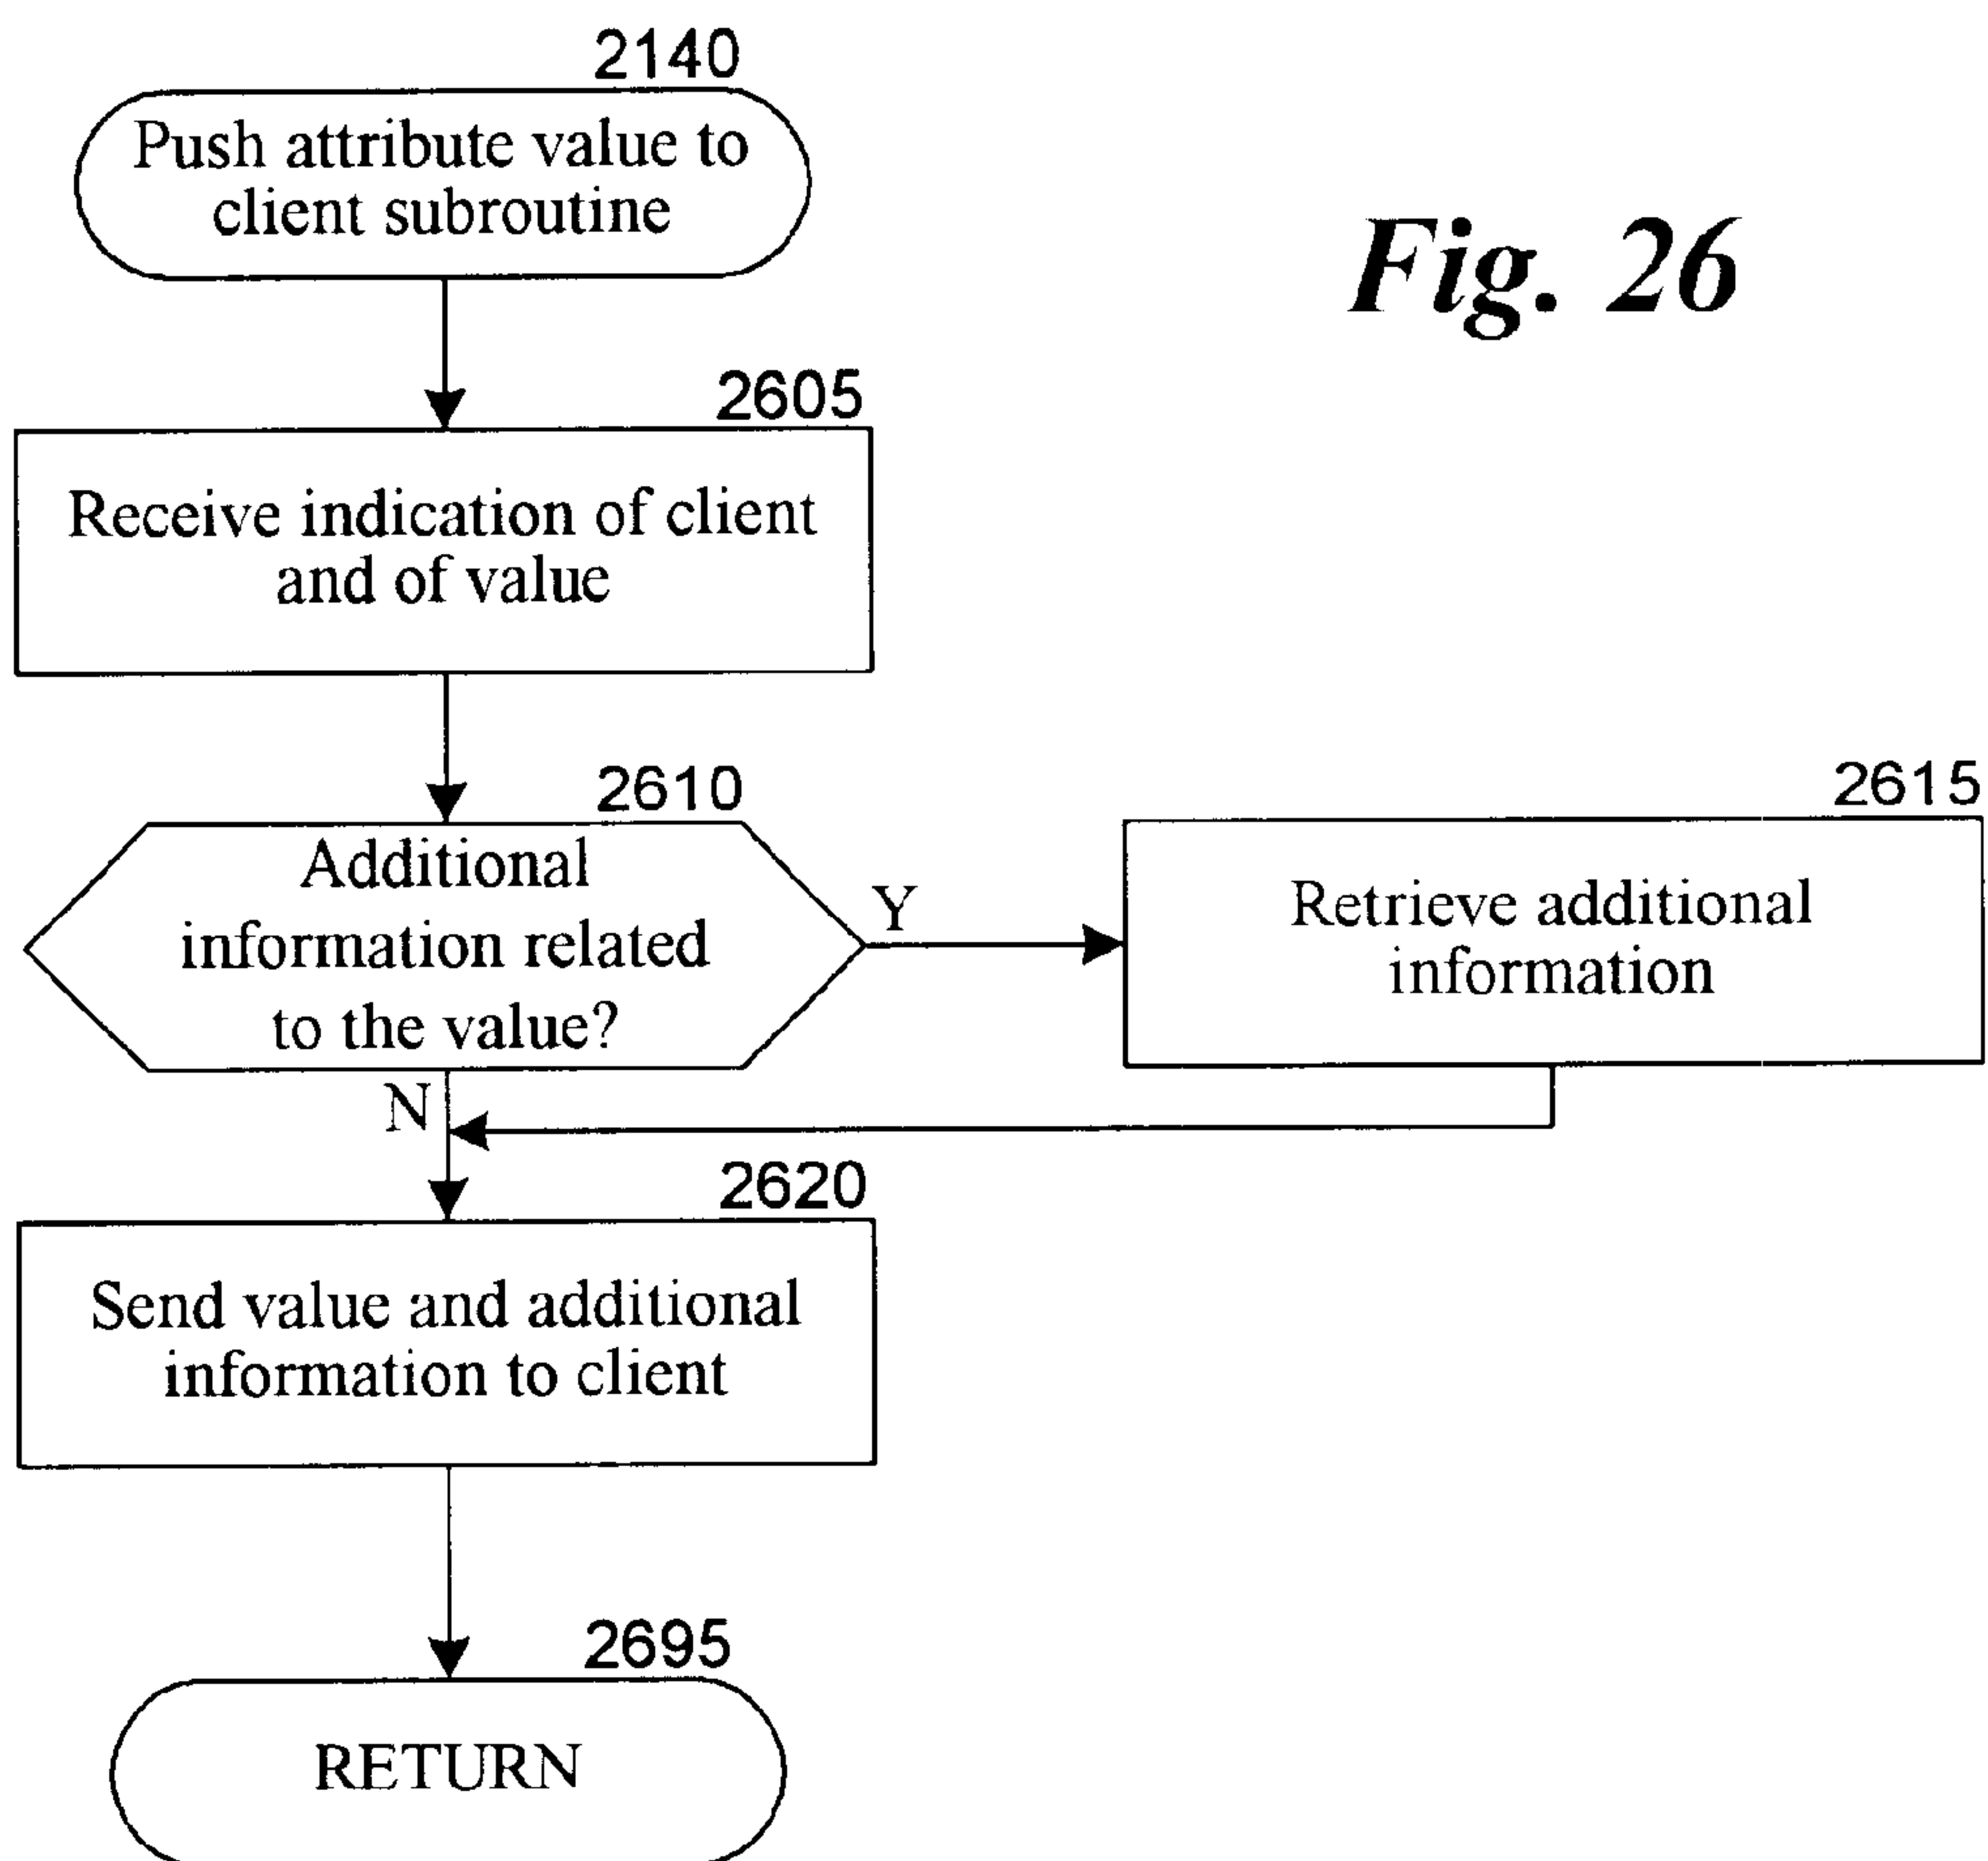 2140
Push attribute value to
client subroutine
Fig. 26
2605
Receive indication of client
and of value
2610
Additional
information related
to the value?
Y
2615
Retrieve additional
information
N
2620
Send value and additional
information to client
2695
RETURN